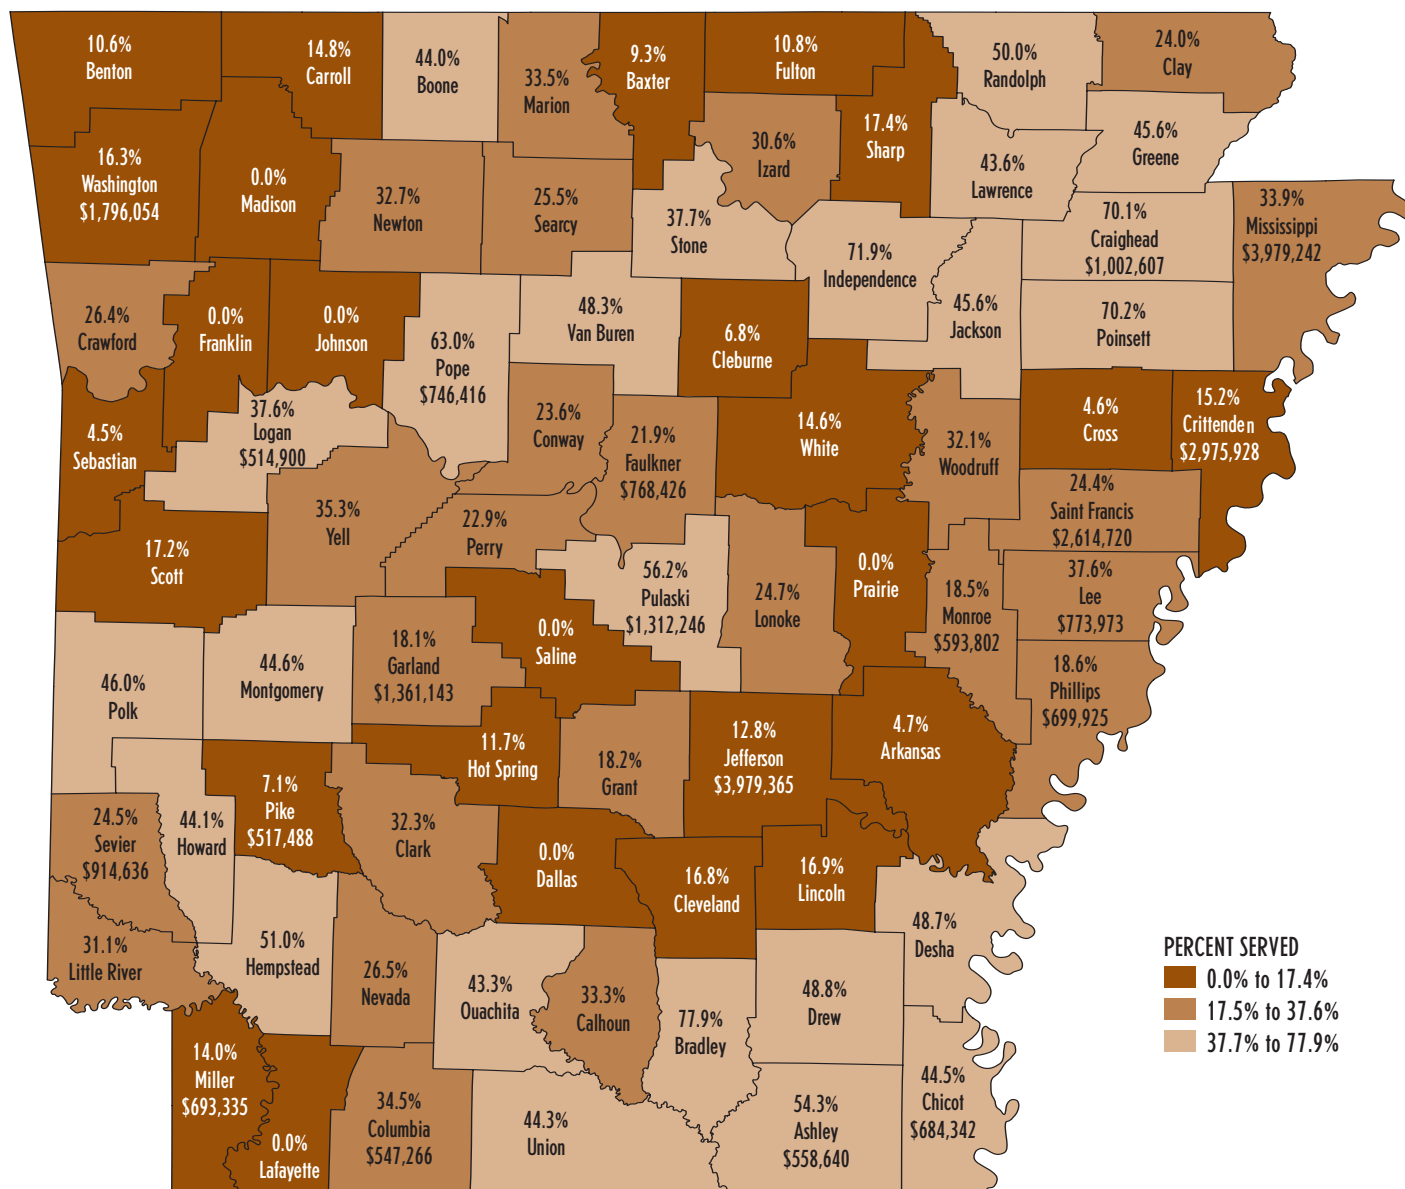 10.6%
Benton
14.8%
Carroll
44.0%
Boone
33.5%
Marion
9.3%
Baxter
10.8%
Fulton
50.0%
Randolph
24.0%
Clay
16.3%
Washington
$1,796,054
0.0%
Madison
32.7%
Newton
25.5%
Searcy
37.7%
Stone
30.6%
Izard
17.4%
Sharp
43.6%
Lawrence
45.6%
Greene
71.9%
Independence
70.1%
Craighead
$1,002,607
33.9%
Mississippi
$3,979,242
26.4%
Crawford
0.0%
Franklin
0.0%
Johnson
63.0%
Pope
$746,416
48.3%
Van Buren
6.8%
Cleburne
45.6%
Jackson
70.2%
Poinsett
4.5%
Sebastian
37.6%
Logan
$514,900
23.6%
Conway
21.9%
Faulkner
$768,426
14.6%
White
32.1%
Woodruff
4.6%
Cross
15.2%
Crittenden
$2,975,928
17.2%
Scott
35.3%
Yell
22.9%
Perry
56.2%
Pulaski
$1,312,246
24.7%
Lonoke
0.0%
Prairie
18.5%
Monroe
$593,802
24.4%
Saint Francis
$2,614,720
37.6%
Lee
$773,973
46.0%
Polk
44.6%
Montgomery
18.1%
Garland
$1,361,143
0.0%
Saline
18.6%
Phillips
$699,925
11.7%
Hot Spring
18.2%
Grant
12.8%
Jefferson
$3,979,365
4.7%
Arkansas
24.5%
Sevier
$914,636
44.1%
Howard
7.1%
Pike
$517,488
32.3%
Clark
0.0%
Dallas
16.8%
Cleveland
16.9%
Lincoln
48.7%
Desha
31.1%
Little River
51.0%
Hempstead
26.5%
Nevada
43.3%
Ouachita
33.3%
Calhoun
77.9%
Bradley
48.8%
Drew
14.0%
Miller
$693,335
0.0%
Lafayette
34.5%
Columbia
$547,266
44.3%
Union
54.3%
Ashley
$558,640
44.5%
Chicot
$684,342
PERCENT SERVED
0.0% to 17.4%
17.5% to 37.6%
37.7% to 77.9%